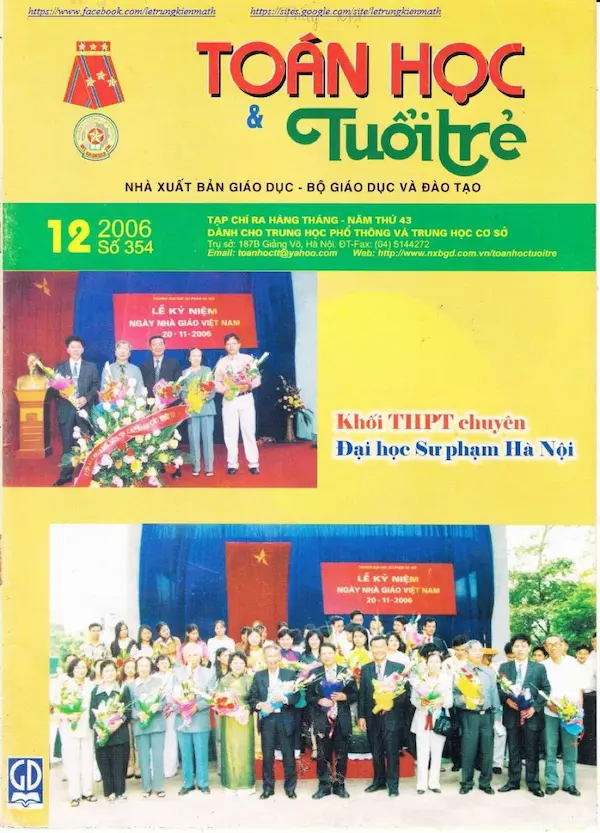 https://www.facebook.com/letrungkienmath
https://sites.google.com/site/letrungkienmath
TOÁN HỌC
& Tuổi trẻ
NHÀ XUẤT BẢN GIÁO DỤC - BỘ GIÁO DỤC VÀ ĐÀO TẠO
12 2006
Số 354
TẠP CHÍ RA HÀNG THÁNG - NĂM THỨ 43
DÀNH CHO TRUNG HỌC PHỔ THÔNG VÀ TRUNG HỌC CƠ SỞ
Trụ sở: 187B Giảng Võ, Hà Nội. ĐT-Fax: (04) 5144272
Email: toanhoctt@yahoo.com Web: http://www.nxbgd.com.vn/toanhoctuoitre
LỄ KỶ NIỆM
NGÀY NHÀ GIÁO VIỆT NAM
20-11-2006
Khối THPT chuyên
Đại học Sư phạm Hà Nội
LỄ KỶ NIỆM
NGÀY NHÀ GIÁO VIỆT NAM
20-11-2006
GD